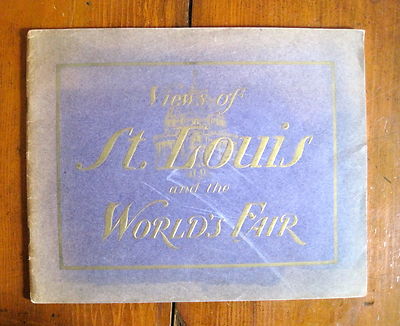 Views of
St Louis
and the
WORLD'S FAIR